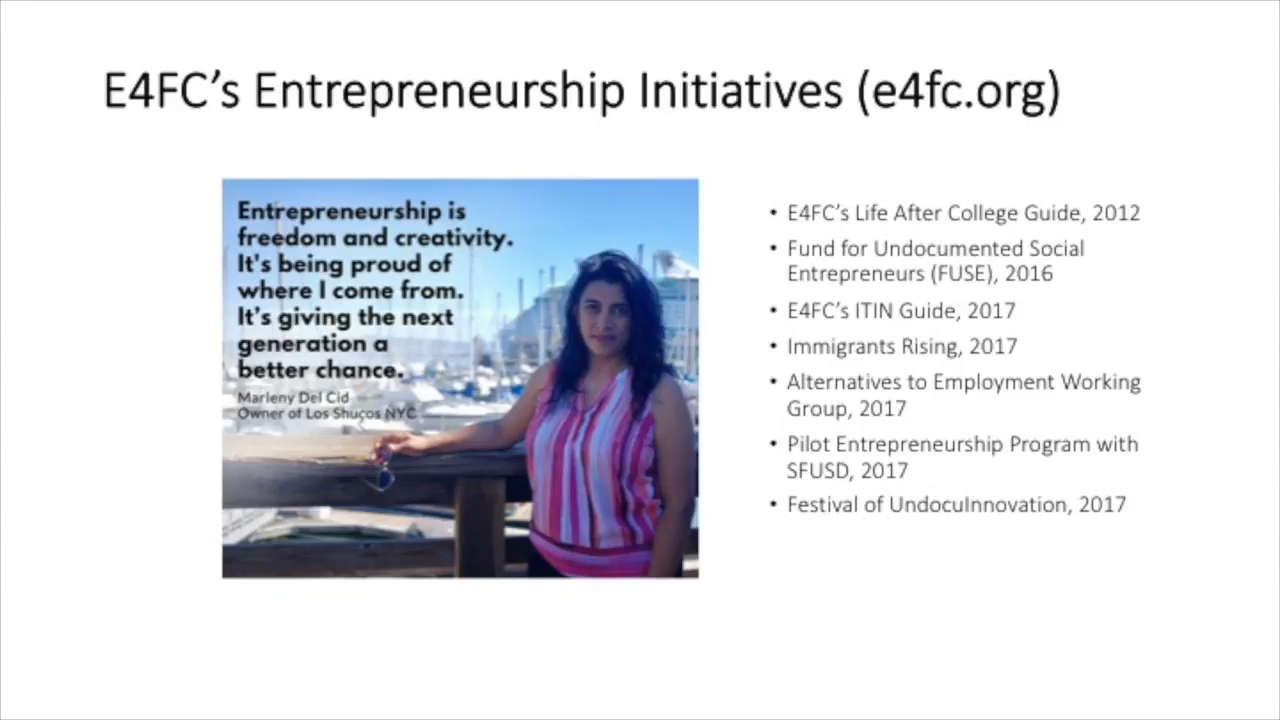 E4FC’s Entrepreneurship Initiatives (e4fc.org)
Entrepreneurship is
freedom and creativity.
It's being proud of
where I come from.
It's giving the next
generation a
better chance.
Marleny Del Cid
Owner of Los Shucos NYC
• E4FC’s Life After College Guide, 2012
• Fund for Undocumented Social
Entrepreneurs (FUSE), 2016
• E4FC’s ITIN Guide, 2017
• Immigrants Rising, 2017
• Alternatives to Employment Working
Group, 2017
• Pilot Entrepreneurship Program with
SFUSD, 2017
• Festival of UndocuInnovation, 2017